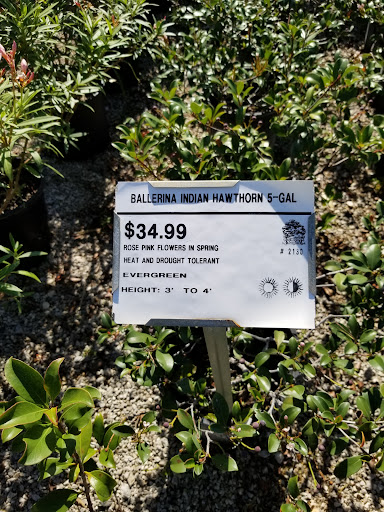 BALLERINA INDIAN HAWTHORN 5-GAL
$34.99
ROSE PINK FLOWERS IN SPRING
HEAT AND DROUGHT TOLERANT
EVERGREEN
HEIGHT: 3' TO 4'